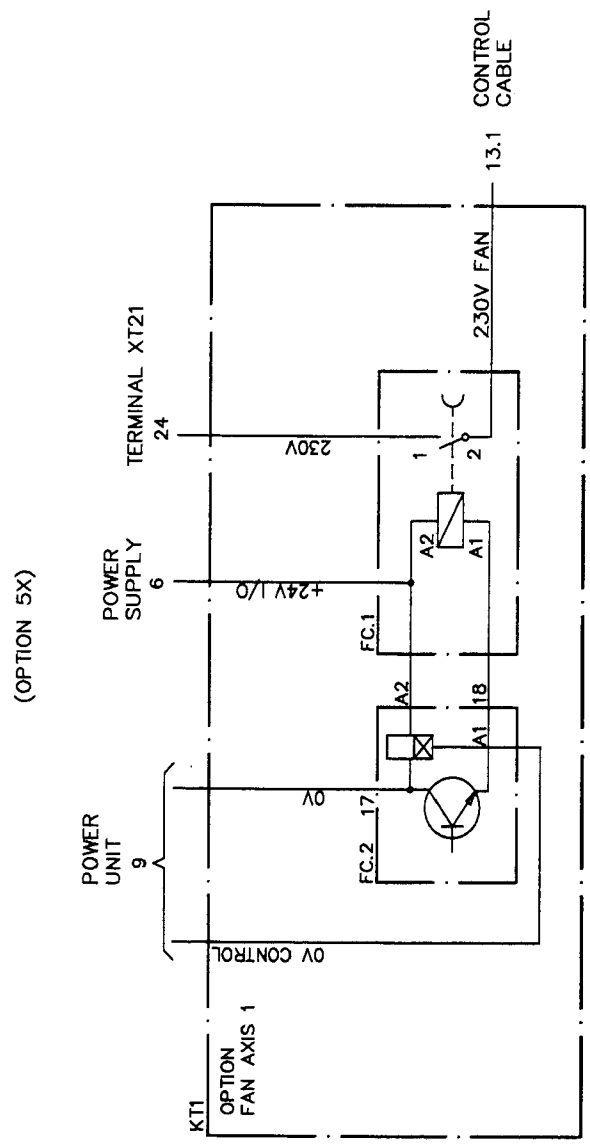 (OPTION 5X)
POWER
UNIT
9
POWER
SUPPLY
6
TERMINAL XT21
24
KT1
OPTION
FAN AXIS 1
0V CONTROL
0V
+24V I/O
230V
FC.2
17
A2
A1
18
FC.1
A2
A1
1
2
230V FAN
13.1
CONTROL
CABLE